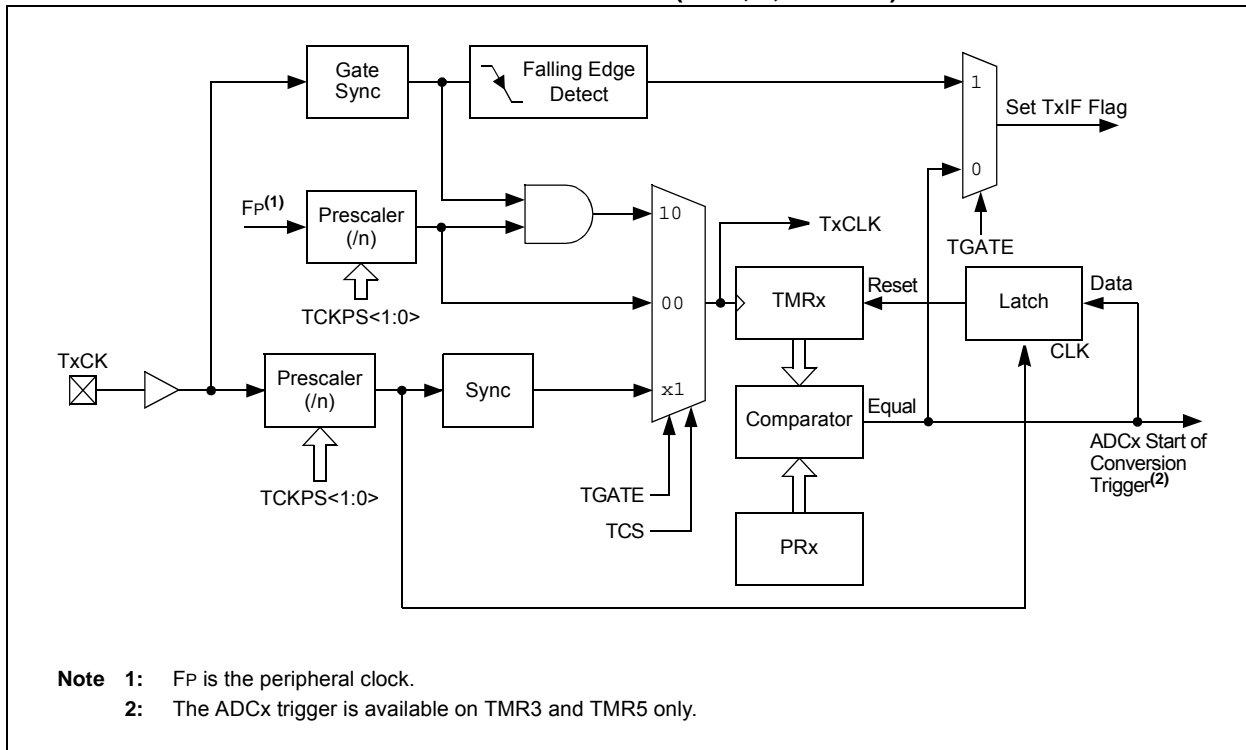 Gate
Sync
Falling Edge
Detect
1
Set TxIF Flag
0
FP(1)
Prescaler
(/n)
10
TxCLK
TGATE
TCKPS<1:0>
00
TMRx
Reset
Latch
Data
CLK
TxCK
Prescaler
(/n)
Sync
x1
Comparator
Equal
ADCx Start of
Conversion
Trigger(2)
TCKPS<1:0>
TGATE
TCS
PRx
Note 1: FP is the peripheral clock.
2: The ADCx trigger is available on TMR3 and TMR5 only.